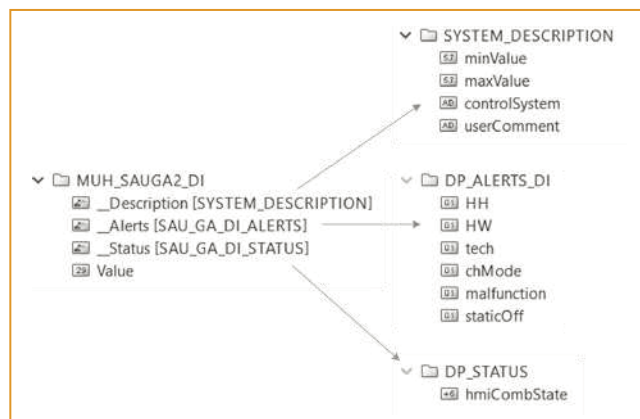 SYSTEM_DESCRIPTION
minValue
maxValue
controlSystem
userComment
MUH_SAUGA2_DI
__Description [SYSTEM_DESCRIPTION]
__Alerts [SAU_GA_DI_ALERTS]
__Status [SAU_GA_DI_STATUS]
Value
DP_ALERTS_DI
HH
HW
tech
chMode
malfunction
staticOff
DP_STATUS
hmiCombState